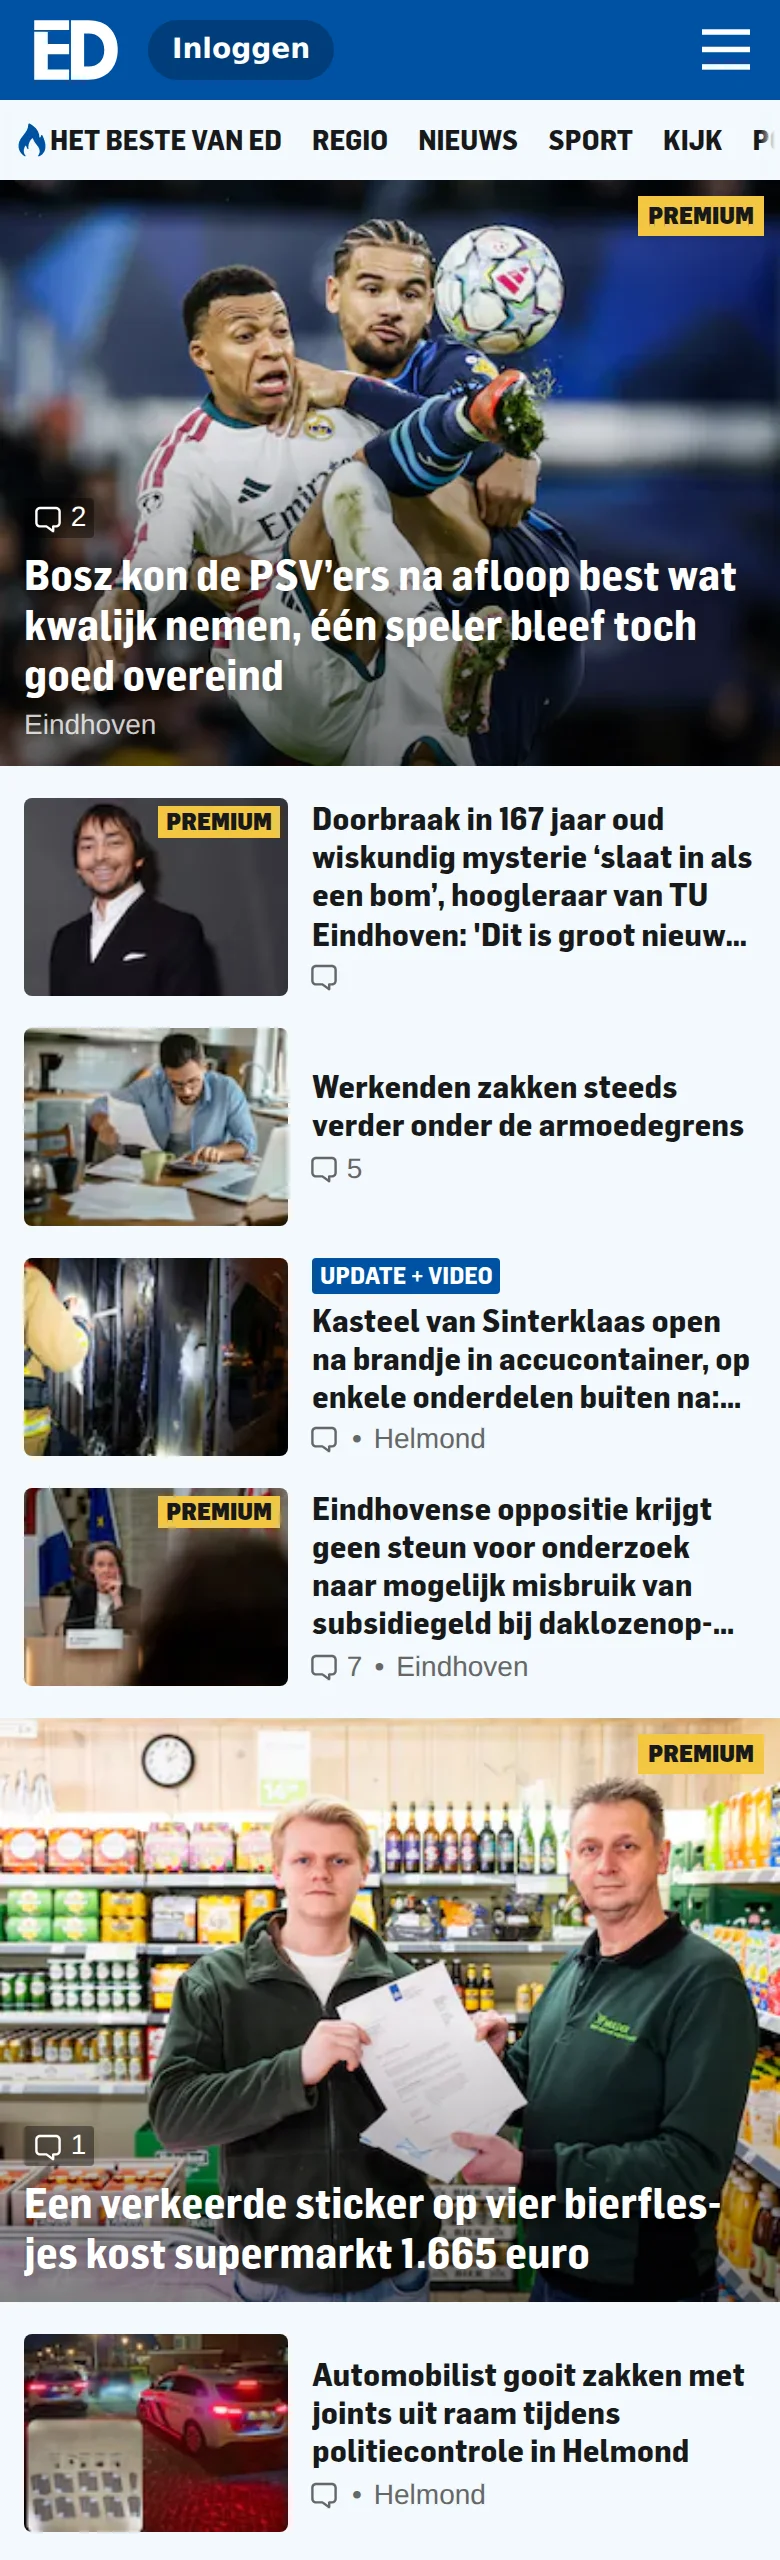 ED
Inloggen
HET BESTE VAN ED REGIO NIEUWS SPORT KIJK
PREMIUM
2
Bosz kon de PSV’ers na afloop best wat
kwalijk nemen, één speler bleef toch
goed overeind
Eindhoven
PREMIUM
Doorbraak in 167 jaar oud
wiskundig mysterie ‘slaat in als
een bom’, hoogleraar van TU
Eindhoven: 'Dit is groot nieuw...
Werkenden zakken steeds
verder onder de armoedegrens
5
UPDATE + VIDEO
Kasteel van Sinterklaas open
na brandje in accucontainer, op
enkele onderdelen buiten na:...
• Helmond
PREMIUM
Eindhovense oppositie krijgt
geen steun voor onderzoek
naar mogelijk misbruik van
subsidiegeld bij daklozenop-...
7 • Eindhoven
PREMIUM
1
Een verkeerde sticker op vier bierfles-
jes kost supermarkt 1.665 euro
Automobilist gooit zakken met
joints uit raam tijdens
politiecontrole in Helmond
• Helmond